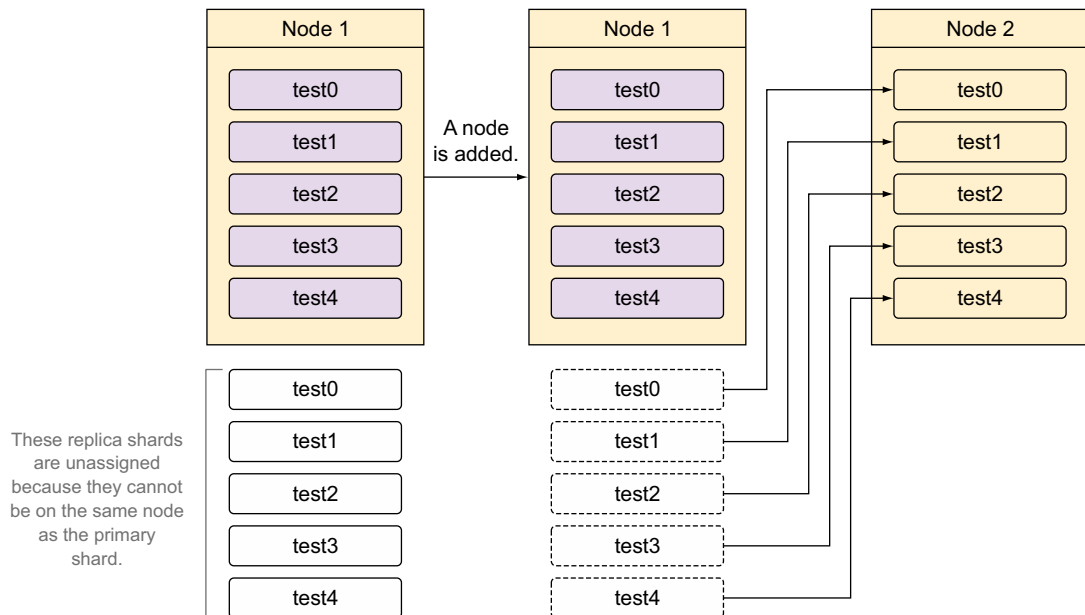 Node 1
test0
test1
test2
test3
test4
A node
is added.
Node 1
test0
test1
test2
test3
test4
Node 2
test0
test1
test2
test3
test4
These replica shards
are unassigned
because they cannot
be on the same node
as the primary
shard.
test0
test1
test2
test3
test4
test0
test1
test2
test3
test4